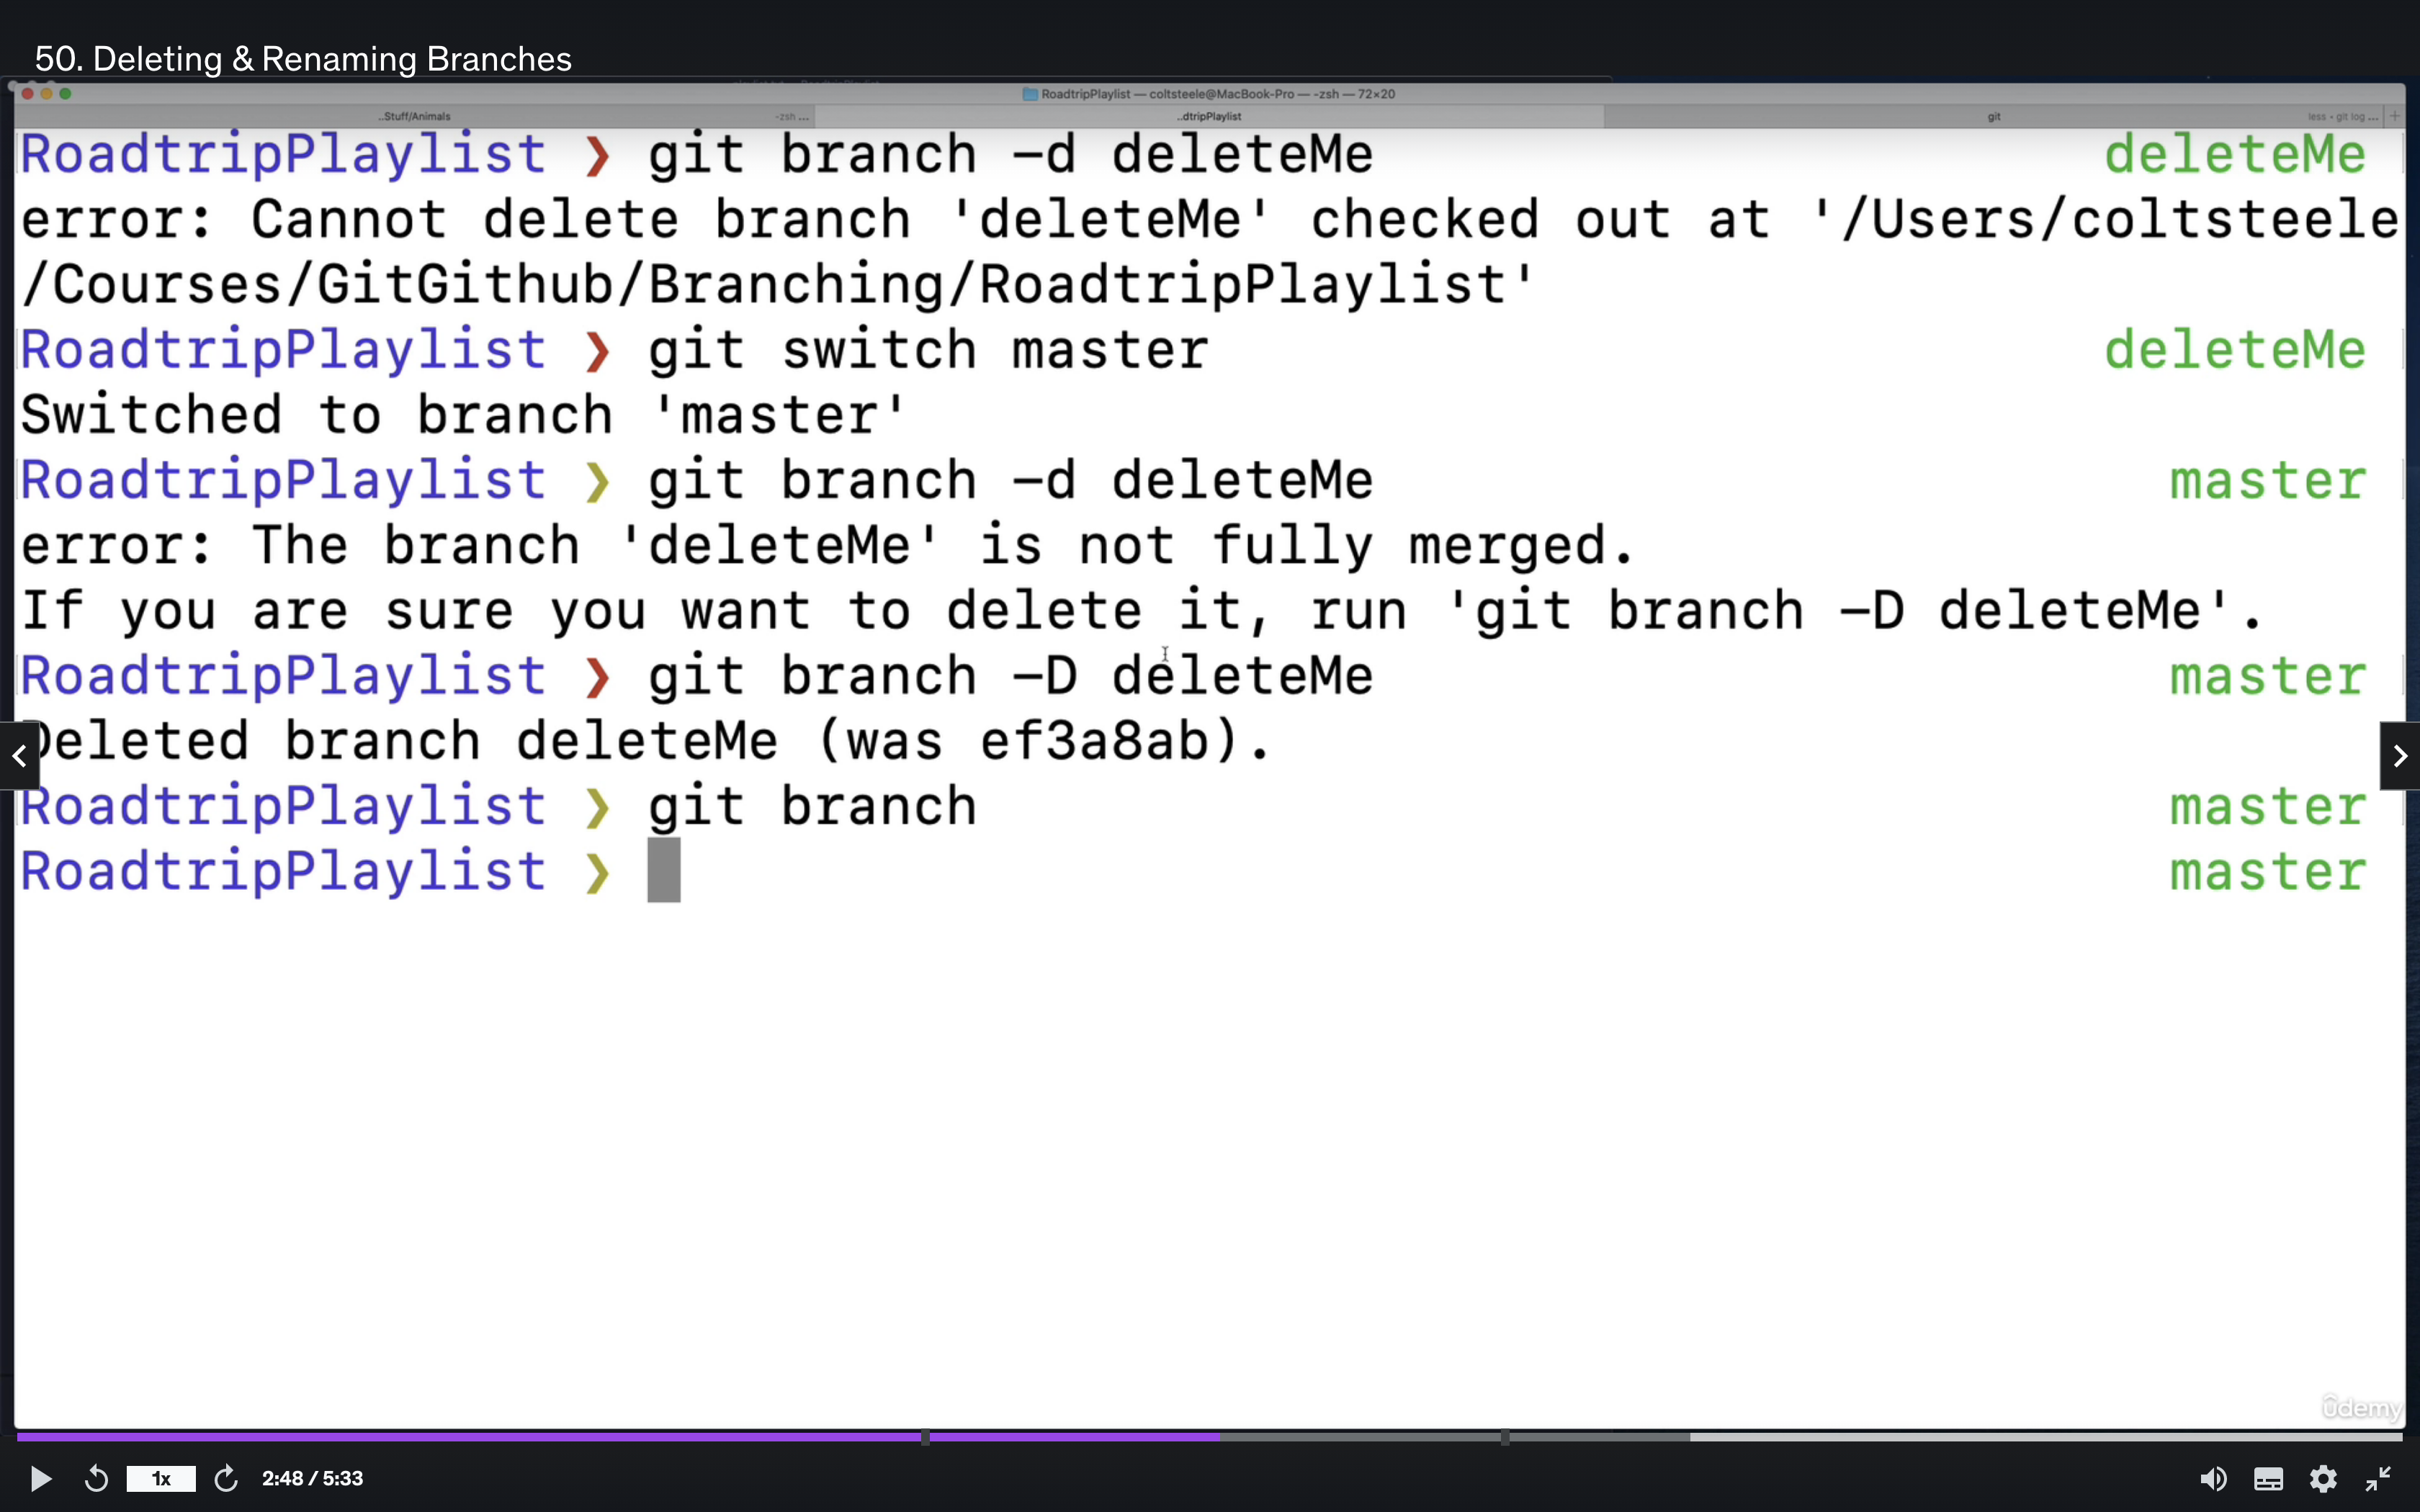 50. Deleting & Renaming Branches
RoadtripPlaylist — coltsteele@MacBook-Pro — -zsh — 72×20
..Stuff/Animals -zsh ... ..dtripPlaylist git less • git log ... +
RoadtripPlaylist ❯ git branch -d deleteMe deleteMe
error: Cannot delete branch 'deleteMe' checked out at '/Users/coltsteele
/Courses/GitGithub/Branching/RoadtripPlaylist'
RoadtripPlaylist ❯ git switch master deleteMe
Switched to branch 'master'
RoadtripPlaylist ❯ git branch -d deleteMe master
error: The branch 'deleteMe' is not fully merged.
If you are sure you want to delete it, run 'git branch -D deleteMe'.
RoadtripPlaylist ❯ git branch -D deleteMe master
Deleted branch deleteMe (was ef3a8ab).
RoadtripPlaylist ❯ git branch master
RoadtripPlaylist ❯ master
udemy
1x 2:48 / 5:33